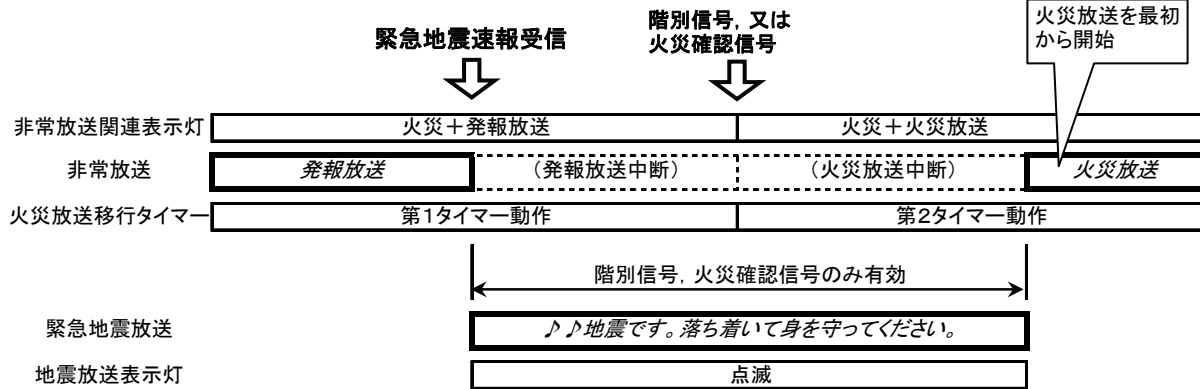 緊急地震速報受信
階別信号，又は
火災確認信号
火災放送を最初
から開始
非常放送関連表示灯 火災＋発報放送 火災＋火災放送
非常放送 発報放送 （発報放送中断） （火災放送中断） 火災放送
火災放送移行タイマー 第1タイマー動作 第2タイマー動作
階別信号，火災確認信号のみ有効
緊急地震放送 ♪♪地震です。落ち着いて身を守ってください。
地震放送表示灯 点滅